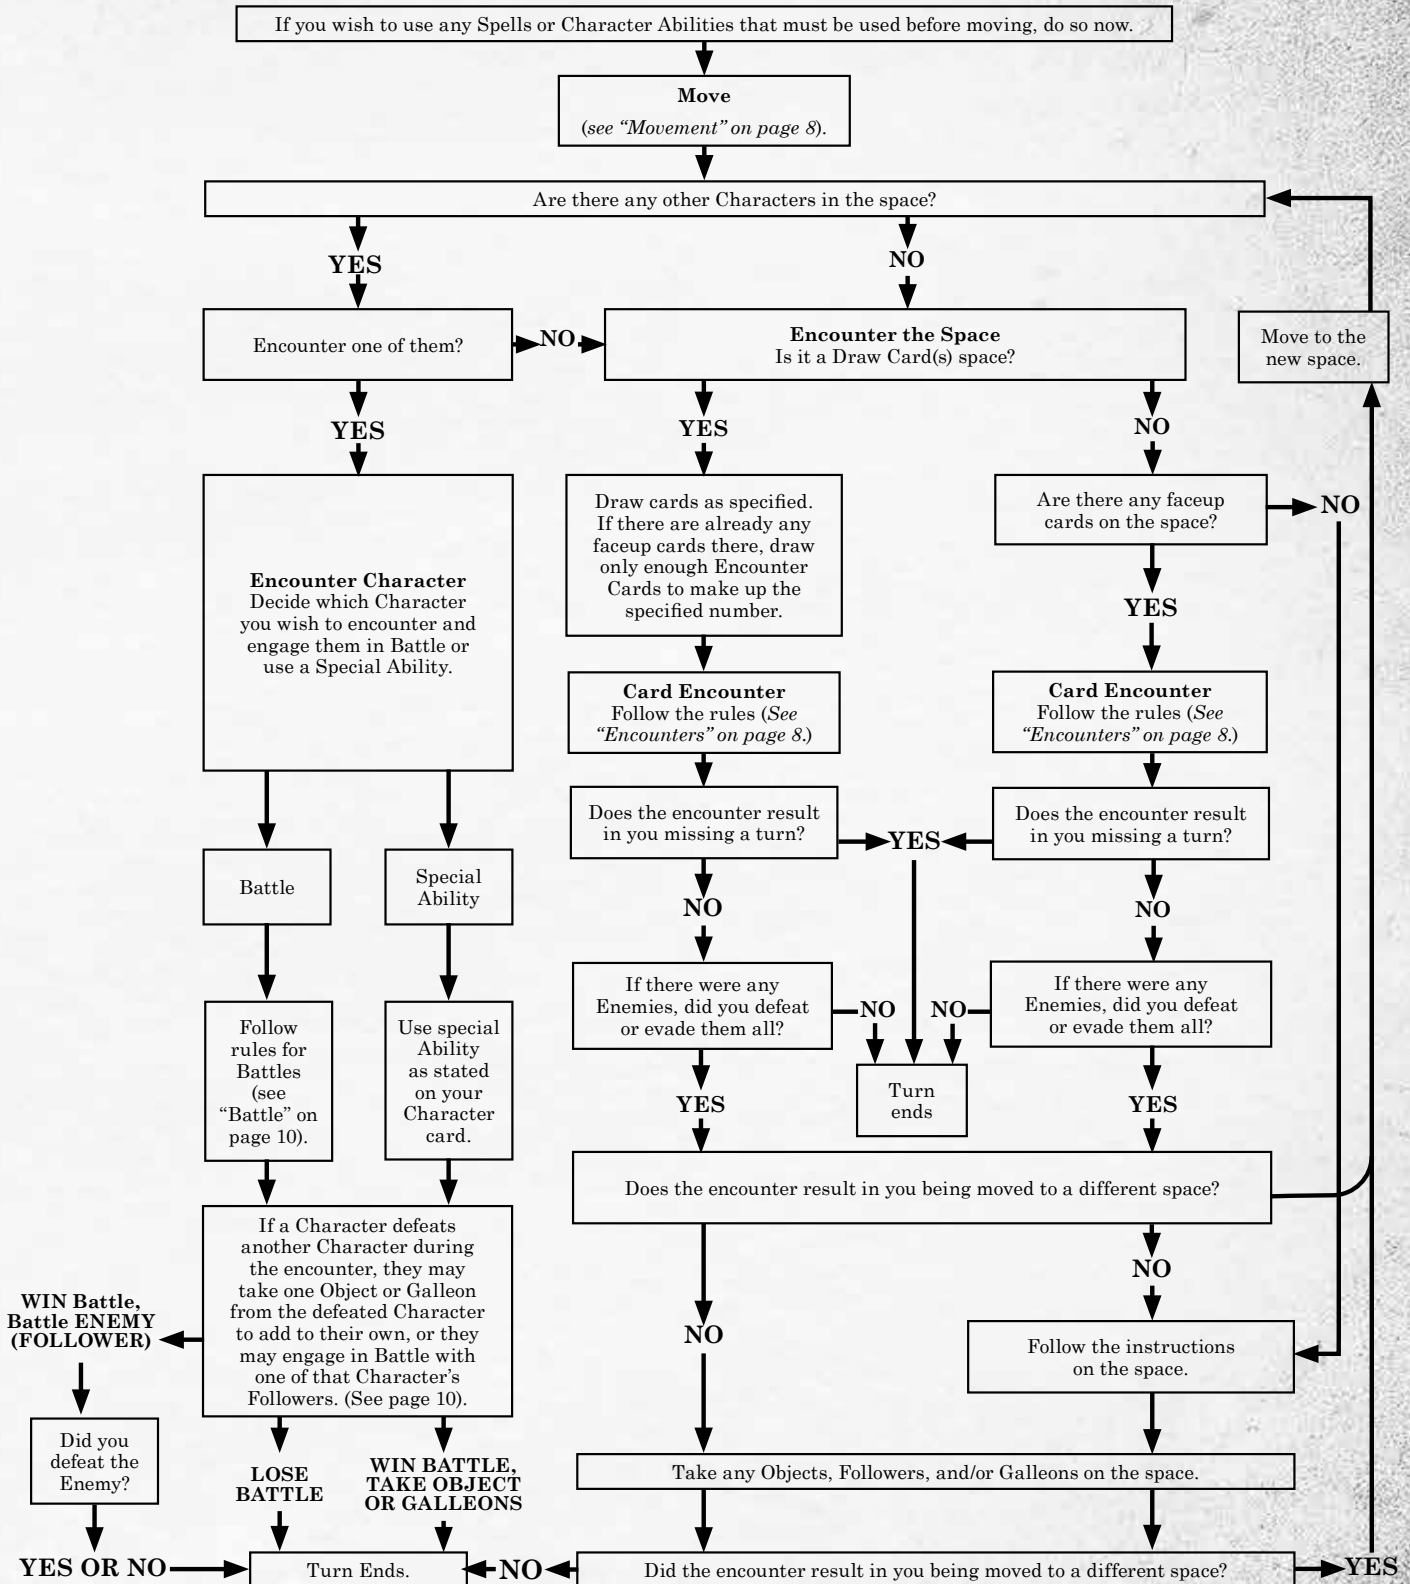 If you wish to use any Spells or Character Abilities that must be used before moving, do so now.
Move
(see “Movement” on page 8).
Are there any other Characters in the space?
YES
NO
Encounter one of them?
NO
Encounter the Space
Is it a Draw Card(s) space?
Move to the
new space.
YES
YES
NO
Encounter Character
Decide which Character
you wish to encounter and
engage them in Battle or
use a Special Ability.
Draw cards as specified.
If there are already any
faceup cards there, draw
only enough Encounter
Cards to make up the
specified number.
Are there any faceup
cards on the space?
NO
YES
Card Encounter
Follow the rules (See
“Encounters” on page 8.)
Card Encounter
Follow the rules (See
“Encounters” on page 8.)
Does the encounter result
in you missing a turn?
YES
Does the encounter result
in you missing a turn?
Battle
Special
Ability
NO
NO
If there were any
Enemies, did you defeat
or evade them all?
NO
NO
If there were any
Enemies, did you defeat
or evade them all?
Follow
rules for
Battles
(see
“Battle” on
page 10).
Use special
Ability
as stated
on your
Character
card.
Turn
ends
YES
YES
Does the encounter result in you being moved to a different space?
If a Character defeats
another Character during
the encounter, they may
take one Object or Galleon
from the defeated Character
to add to their own, or they
may engage in Battle with
one of that Character’s
Followers. (See page 10).
WIN Battle,
Battle ENEMY
(FOLLOWER)
NO
NO
Follow the instructions
on the space.
Did you
defeat the
Enemy?
LOSE
BATTLE
WIN BATTLE,
TAKE OBJECT
OR GALLEONS
Take any Objects, Followers, and/or Galleons on the space.
YES OR NO
Turn Ends.
NO
Did the encounter result in you being moved to a different space?
YES